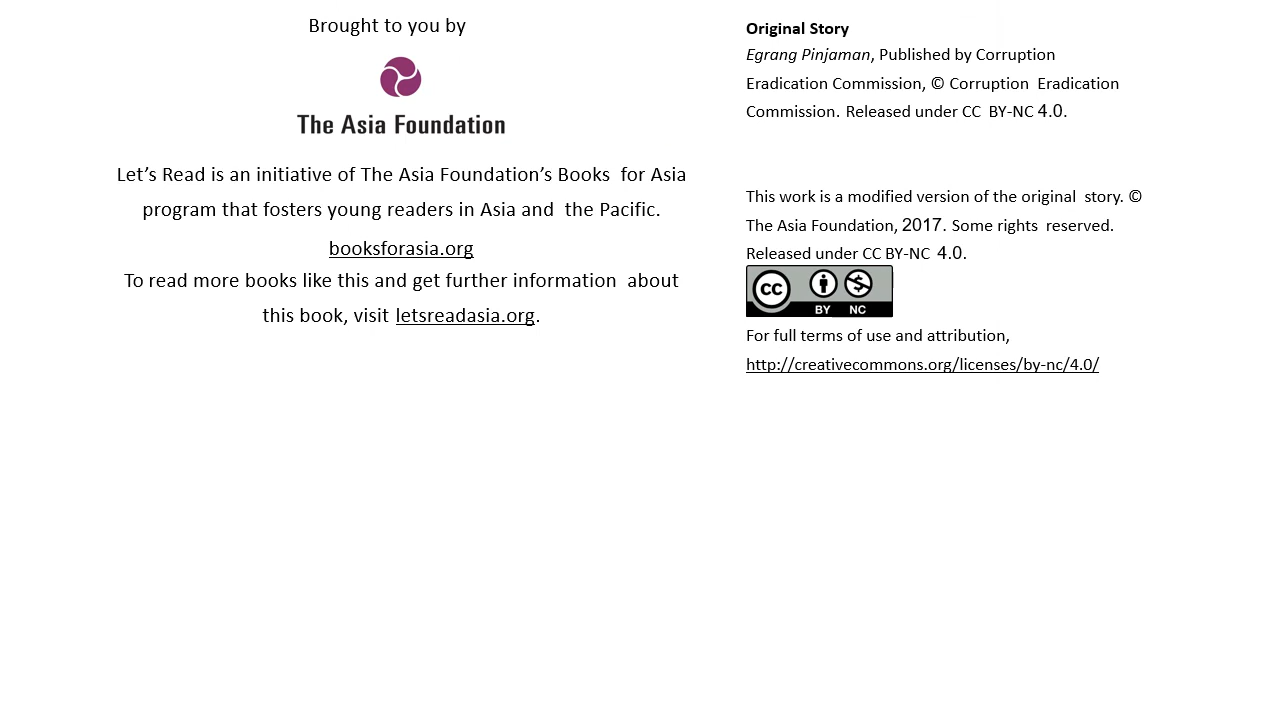 Brought to you by
The Asia Foundation
Let’s Read is an initiative of The Asia Foundation’s Books for Asia
program that fosters young readers in Asia and the Pacific.
booksforasia.org
To read more books like this and get further information about
this book, visit letsreadasia.org.
Original Story
Egrang Pinjaman, Published by Corruption
Eradication Commission, © Corruption Eradication
Commission. Released under CC BY-NC 4.0.
This work is a modified version of the original story. ©
The Asia Foundation, 2017. Some rights reserved.
Released under CC BY-NC 4.0.
cc
BY NC
For full terms of use and attribution,
http://creativecommons.org/licenses/by-nc/4.0/